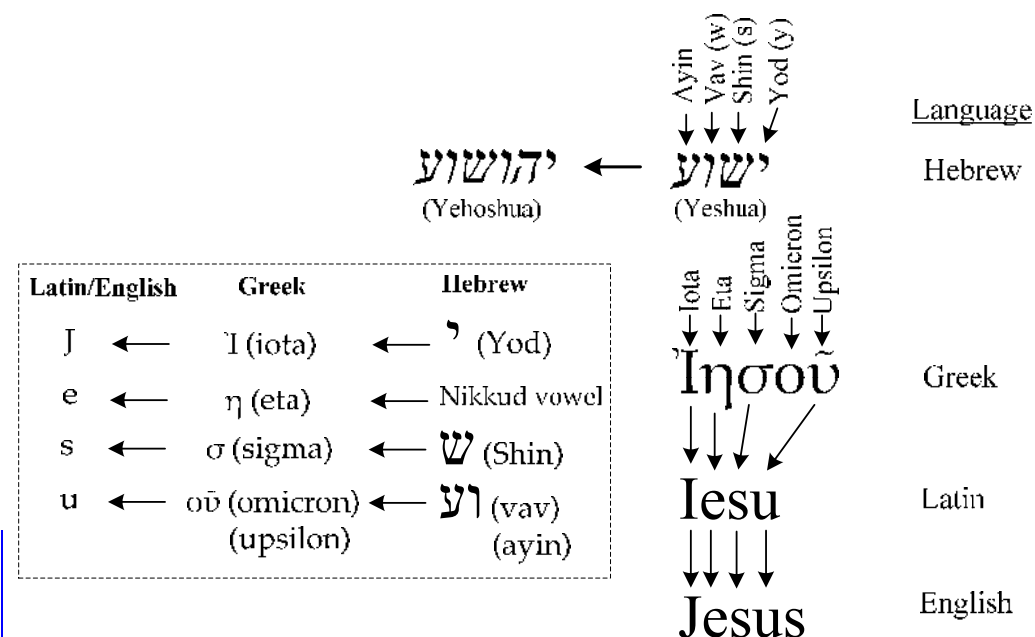 Ayin
Vav (w)
Shin (s)
Yod (y)
Language
יהושוע
ישוע
Hebrew
(Yehoshua)
(Yeshua)
Iota
Eta
Sigma
Omicron
Upsilon
Latin/English
Greek
Hebrew
J
Ἰ (iota)
י (Yod)
Ἰησοῦ
Greek
e
η (eta)
Nikkud vowel
s
σ (sigma)
ש (Shin)
u
οῦ (omicron)
(upsilon)
וע (vav)
(ayin)
Iesu
Latin
Jesus
English